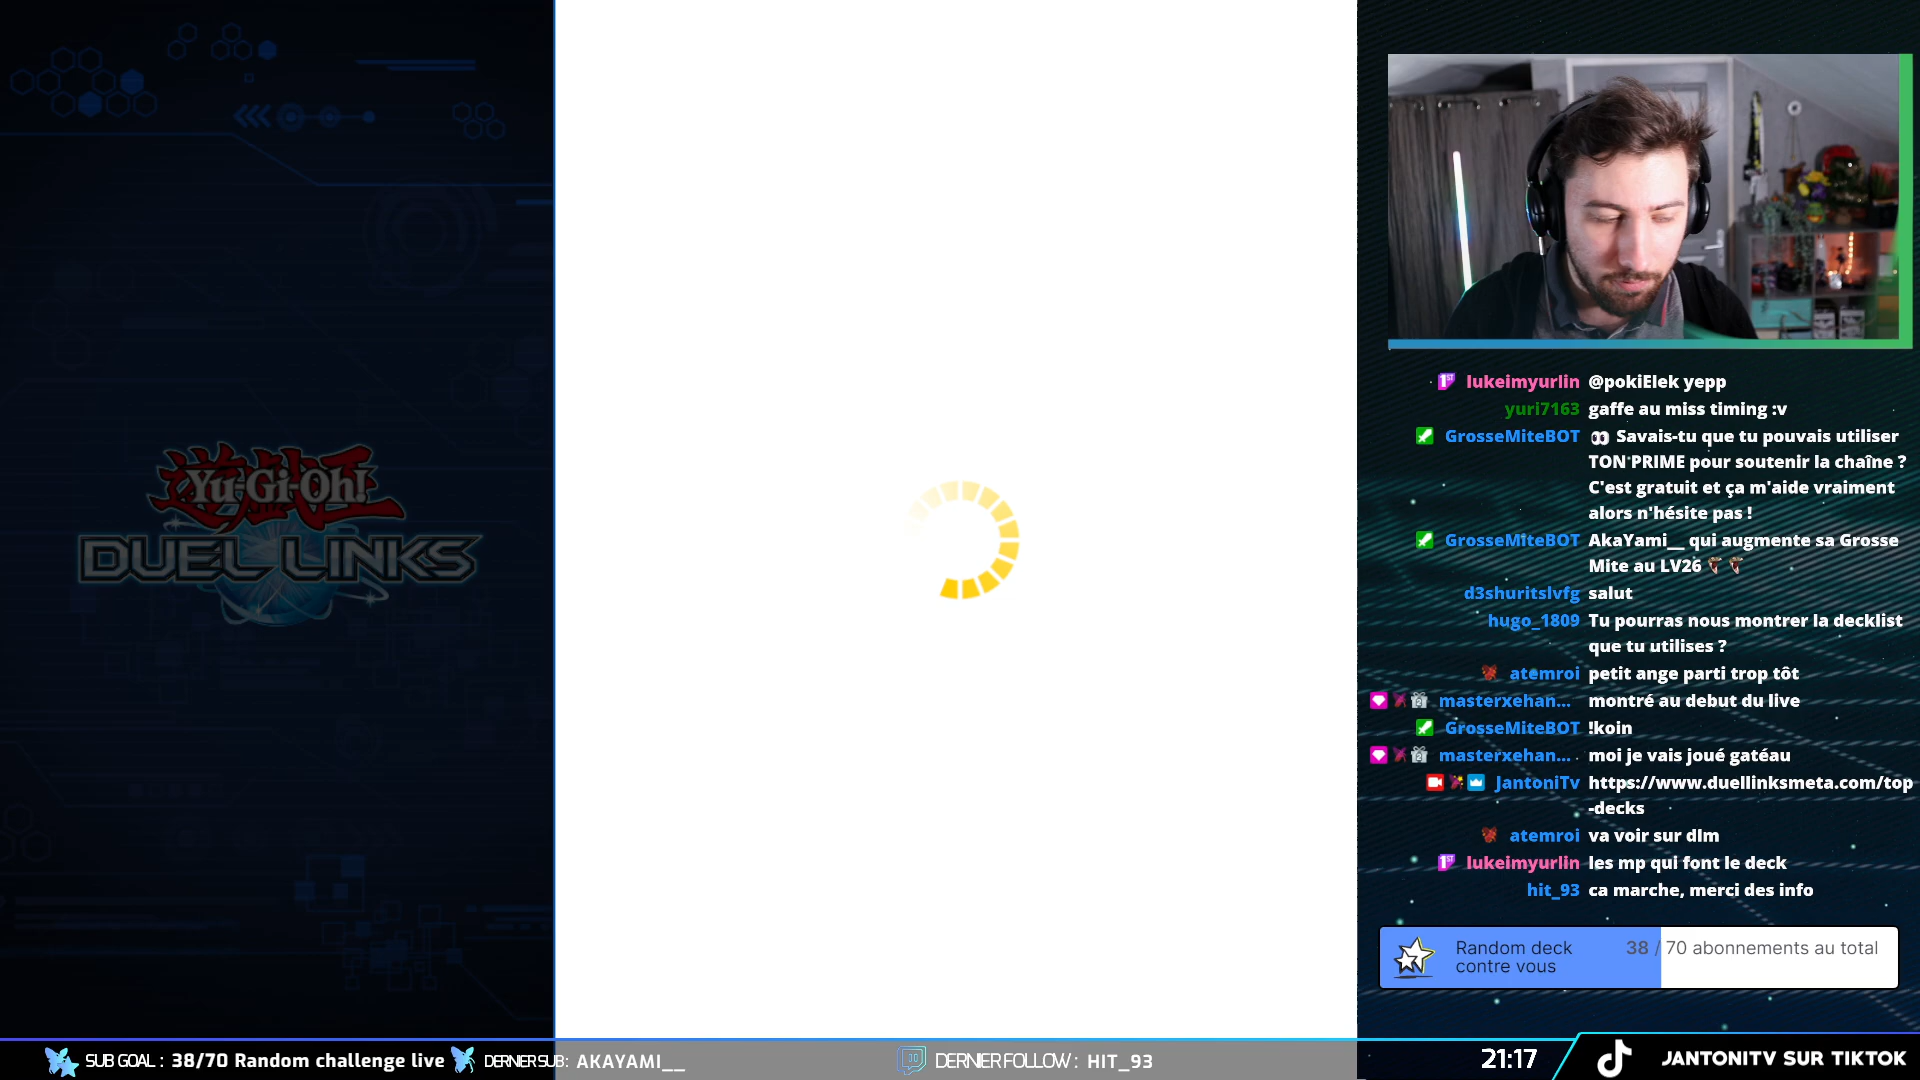 遊戯王
Yu-Gi-Oh!
DUEL LINKS
lukeimyurlin @pokiElek yepp
yuri7163 gaffe au miss timing :v
GrosseMiteBOT 👀 Savais-tu que tu pouvais utiliser
TON PRIME pour soutenir la chaîne ?
C'est gratuit et ça m'aide vraiment
alors n'hésite pas !
GrosseMiteBOT AkaYami__ qui augmente sa Grosse
Mite au LV26
d3shuritslvfg salut
hugo_1809 Tu pourras nous montrer la decklist
que tu utilises ?
atemroi petit ange parti trop tôt
masterxehan... montré au debut du live
GrosseMiteBOT !koin
masterxehan... moi je vais joué gatéau
JantoniTv https://www.duellinksmeta.com/top
-decks
atemroi va voir sur dlm
lukeimyurlin les mp qui font le deck
hit_93 ca marche, merci des info
Random deck 38 / 70 abonnements au total
contre vous
SUB GOAL : 38/70 Random challenge live DERNIER SUB: AKAYAMI__ DERNIER FOLLOW : HIT_93 21:17 JANTONITV SUR TIKTOK